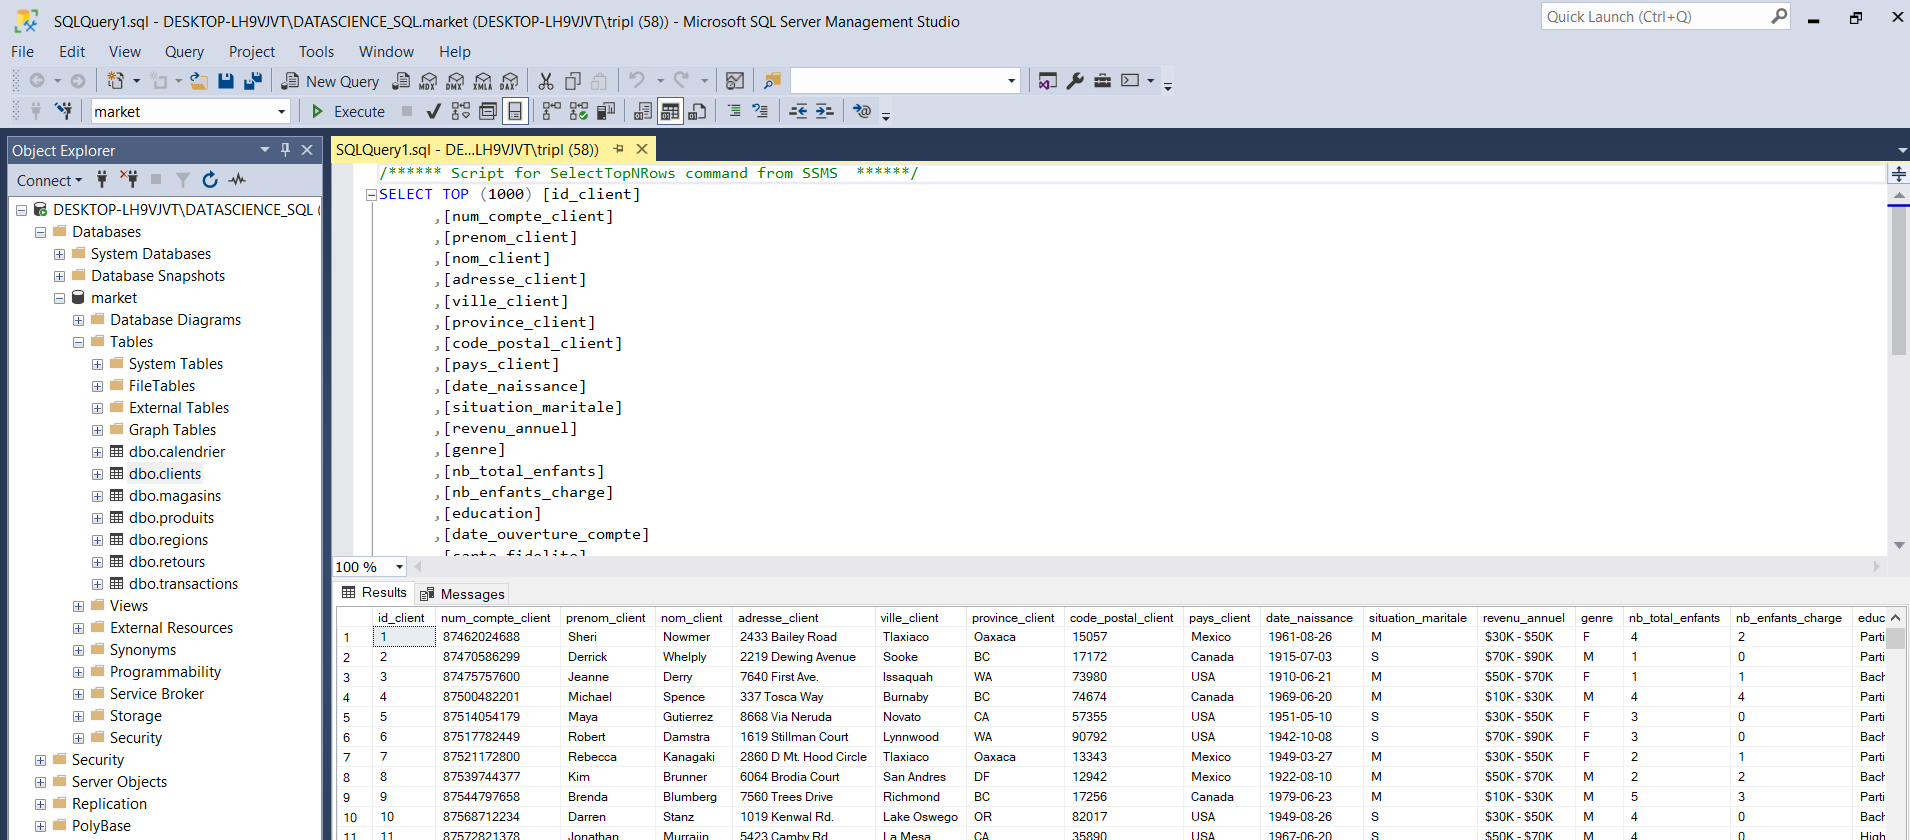 SQLQuery1.sql - DESKTOP-LH9VJVT\DATASCIENCE_SQL.market (DESKTOP-LH9VJVT\tripl (58)) - Microsoft SQL Server Management Studio
Quick Launch (Ctrl+Q)
File Edit View Query Project Tools Window Help
New Query MDX DMX XMLA DAX
market Execute
Object Explorer
Connect
DESKTOP-LH9VJVT\DATASCIENCE_SQL (
Databases
System Databases
Database Snapshots
market
Database Diagrams
Tables
System Tables
FileTables
External Tables
Graph Tables
dbo.calendrier
dbo.clients
dbo.magasins
dbo.produits
dbo.regions
dbo.retours
dbo.transactions
Views
External Resources
Synonyms
Programmability
Service Broker
Storage
Security
Security
Server Objects
Replication
PolyBase
SQLQuery1.sql - DE...LH9VJVT\tripl (58))
/****** Script for SelectTopNRows command from SSMS ******/
SELECT TOP (1000) [id_client]
,[num_compte_client]
,[prenom_client]
,[nom_client]
,[adresse_client]
,[ville_client]
,[province_client]
,[code_postal_client]
,[pays_client]
,[date_naissance]
,[situation_maritale]
,[revenu_annuel]
,[genre]
,[nb_total_enfants]
,[nb_enfants_charge]
,[education]
,[date_ouverture_compte]
,[carte_fidelite]
100 %
Results Messages
id_client num_compte_client prenom_client nom_client adresse_client ville_client province_client code_postal_client pays_client date_naissance situation_maritale revenu_annuel genre nb_total_enfants nb_enfants_charge educ
1 1 87462024688 Sheri Nowmer 2433 Bailey Road Tlaxiaco Oaxaca 15057 Mexico 1961-08-26 M $30K - $50K F 4 2 Parti
2 2 87470586299 Derrick Whelply 2219 Dewing Avenue Sooke BC 17172 Canada 1915-07-03 S $70K - $90K M 1 0 Parti
3 3 87475757600 Jeanne Derry 7640 First Ave. Issaquah WA 73980 USA 1910-06-21 M $50K - $70K F 1 1 Bach
4 4 87500482201 Michael Spence 337 Tosca Way Burnaby BC 74674 Canada 1969-06-20 M $10K - $30K M 4 4 Parti
5 5 87514054179 Maya Gutierrez 8668 Via Neruda Novato CA 57355 USA 1951-05-10 S $30K - $50K F 3 0 Parti
6 6 87517782449 Robert Damstra 1619 Stillman Court Lynnwood WA 90792 USA 1942-10-08 S $70K - $90K F 3 0 Bach
7 7 87521172800 Rebecca Kanagaki 2860 D Mt. Hood Circle Tlaxiaco Oaxaca 13343 Mexico 1949-03-27 M $30K - $50K F 2 1 Parti
8 8 87539744377 Kim Brunner 6064 Brodia Court San Andres DF 12942 Mexico 1922-08-10 M $50K - $70K M 2 2 Bach
9 9 87544797658 Brenda Blumberg 7560 Trees Drive Richmond BC 17256 Canada 1979-06-23 M $10K - $30K M 5 3 Parti
10 10 87568712234 Darren Stanz 1019 Kenwal Rd. Lake Oswego OR 82017 USA 1949-08-26 S $30K - $50K M 4 0 Bach
11 11 87572821378 Jonathan Murraiin 5423 Camby Rd La Mesa CA 35890 USA 1967-06-20 S $50K - $70K M 4 0 High